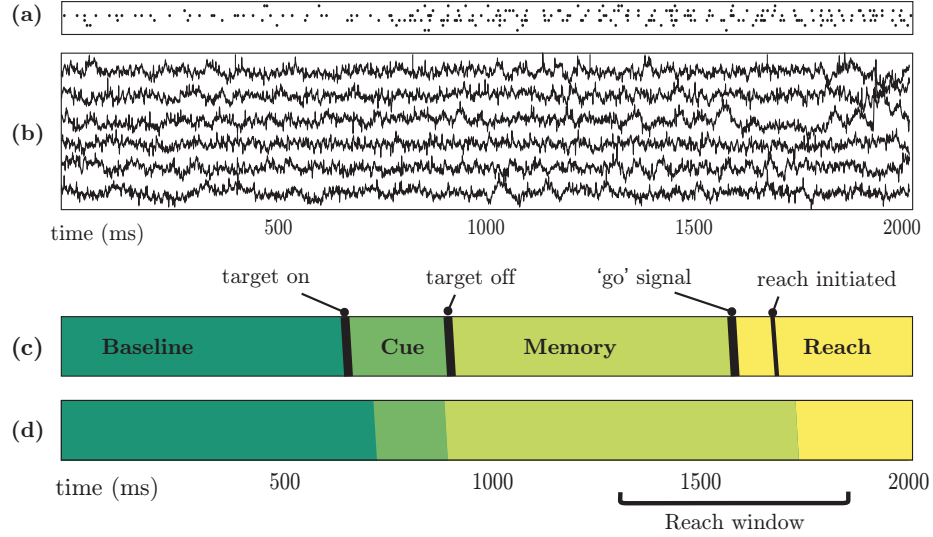 (a)
(b)
time (ms) 500 1000 1500 2000
target on target off 'go' signal reach initiated
(c) Baseline Cue Memory Reach
(d)
time (ms) 500 1000 1500 2000
Reach window